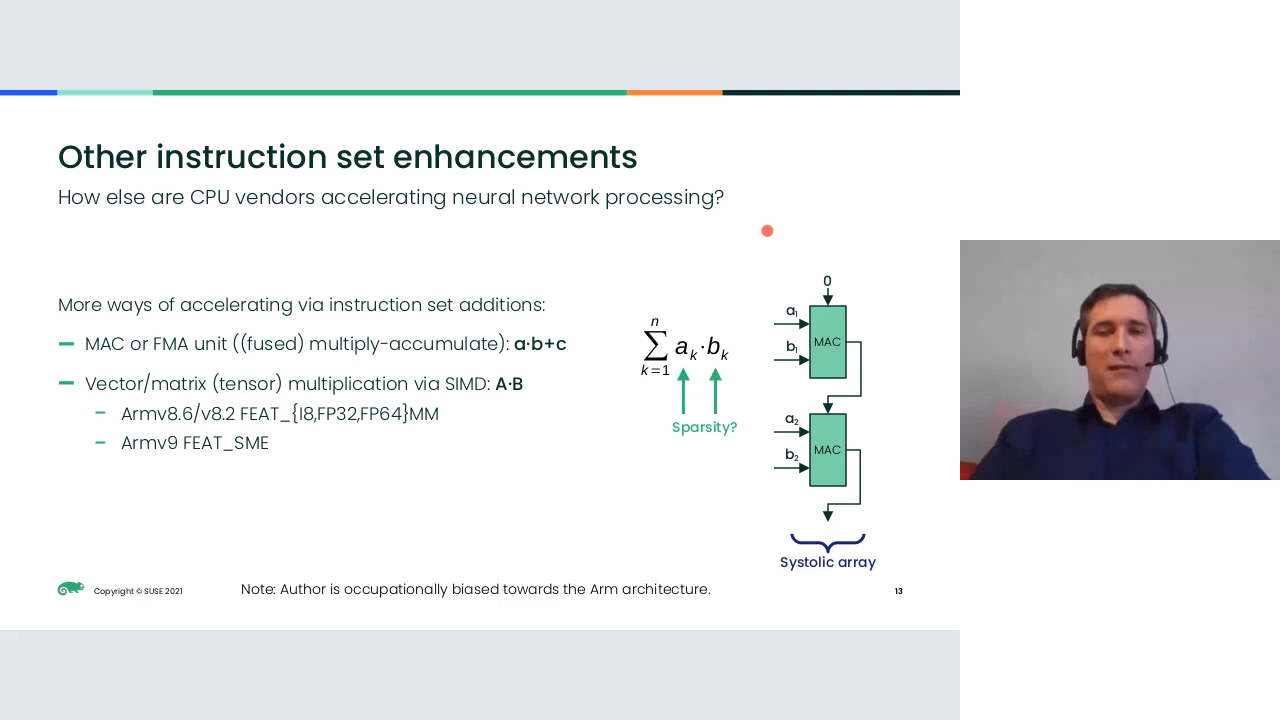 Other instruction set enhancements
How else are CPU vendors accelerating neural network processing?
More ways of accelerating via instruction set additions:
MAC or FMA unit ((fused) multiply-accumulate): a·b+c
Vector/matrix (tensor) multiplication via SIMD: A·B
Armv8.6/v8.2 FEAT_{I8,FP32,FP64}MM
Armv9 FEAT_SME
n
∑ aₖ·bₖ
k=1
Sparsity?
0
a₁
MAC
b₁
a₂
MAC
b₂
Systolic array
Copyright © SUSE 2021
Note: Author is occupationally biased towards the Arm architecture.
13